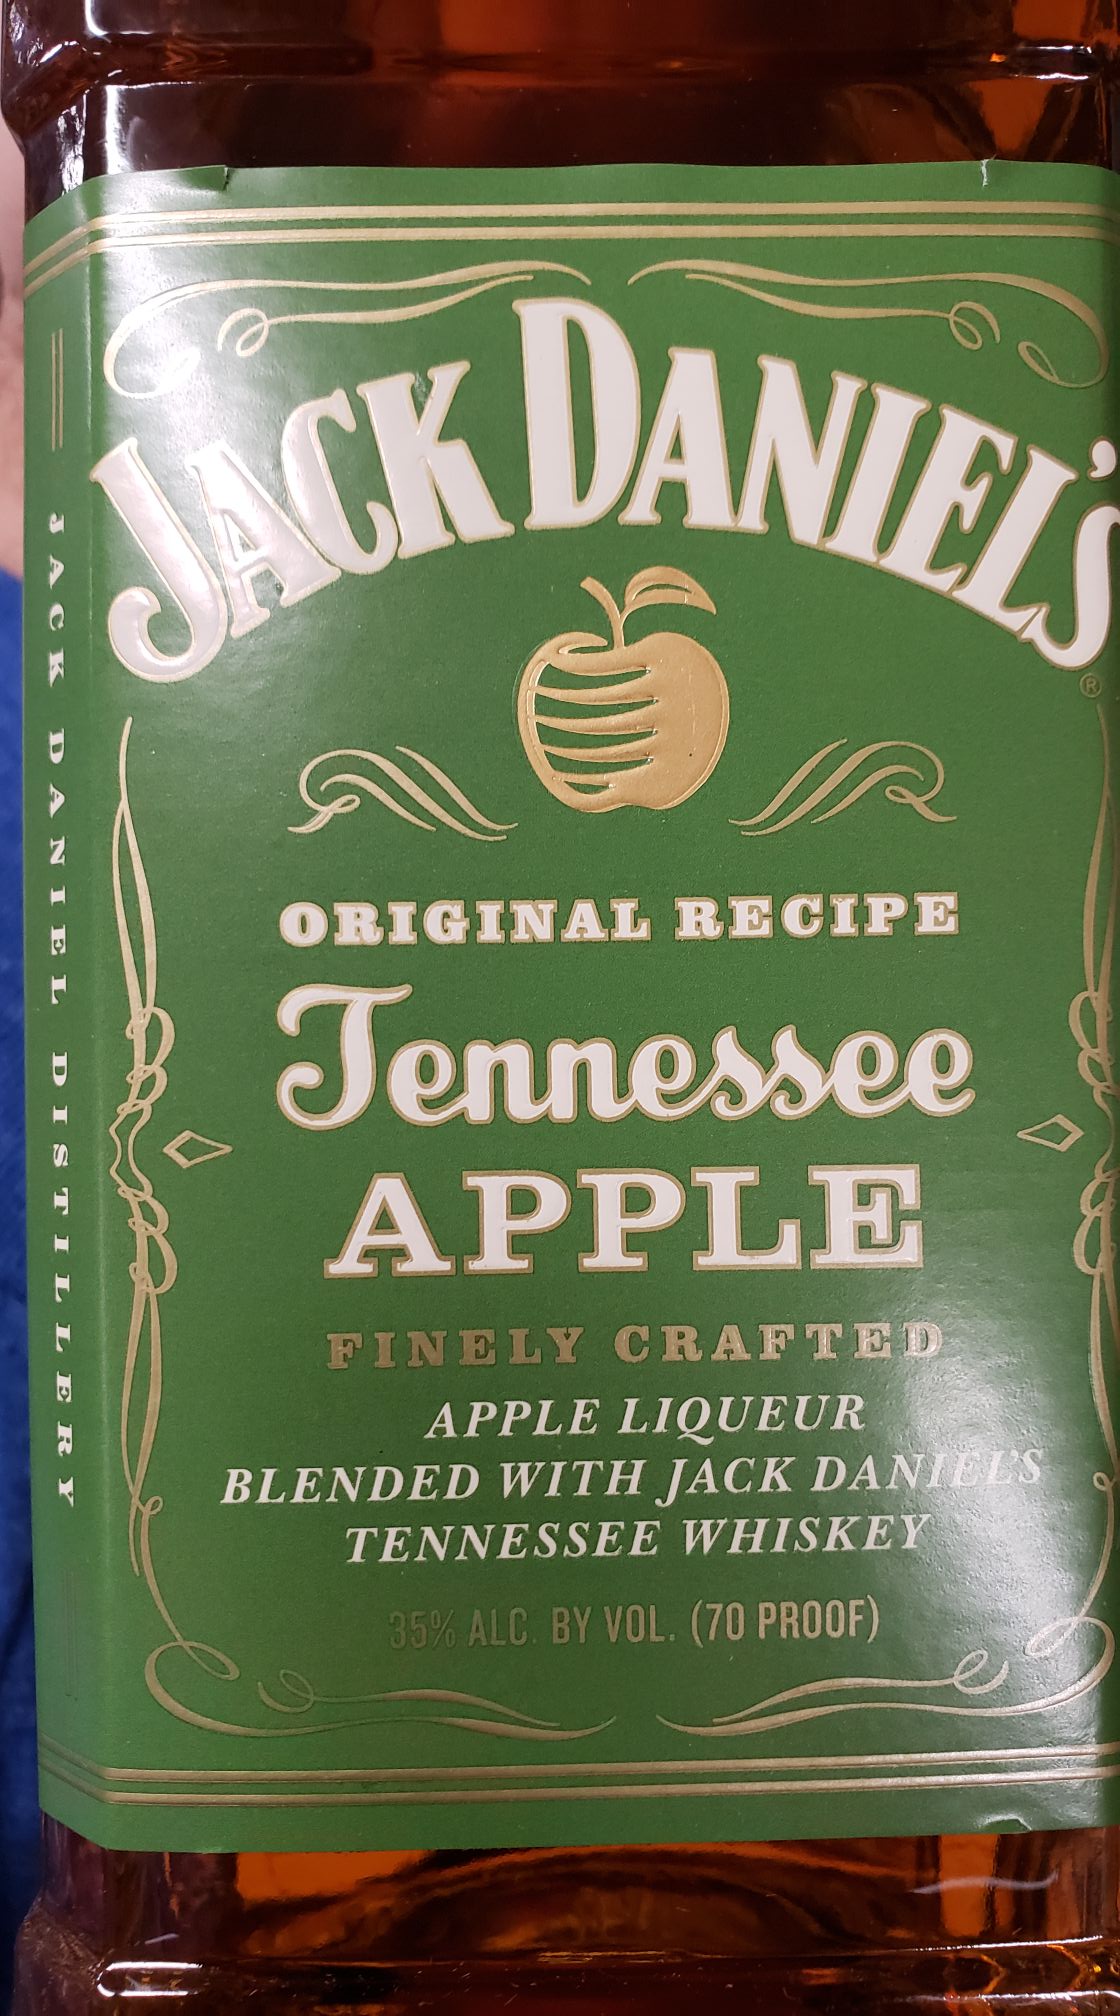 JACK DANIEL'S
®
ORIGINAL RECIPE
Tennessee
APPLE
FINELY CRAFTED
APPLE LIQUEUR
BLENDED WITH JACK DANIEL'S
TENNESSEE WHISKEY
35% ALC. BY VOL. (70 PROOF)
JACK DANIEL DISTILLERY